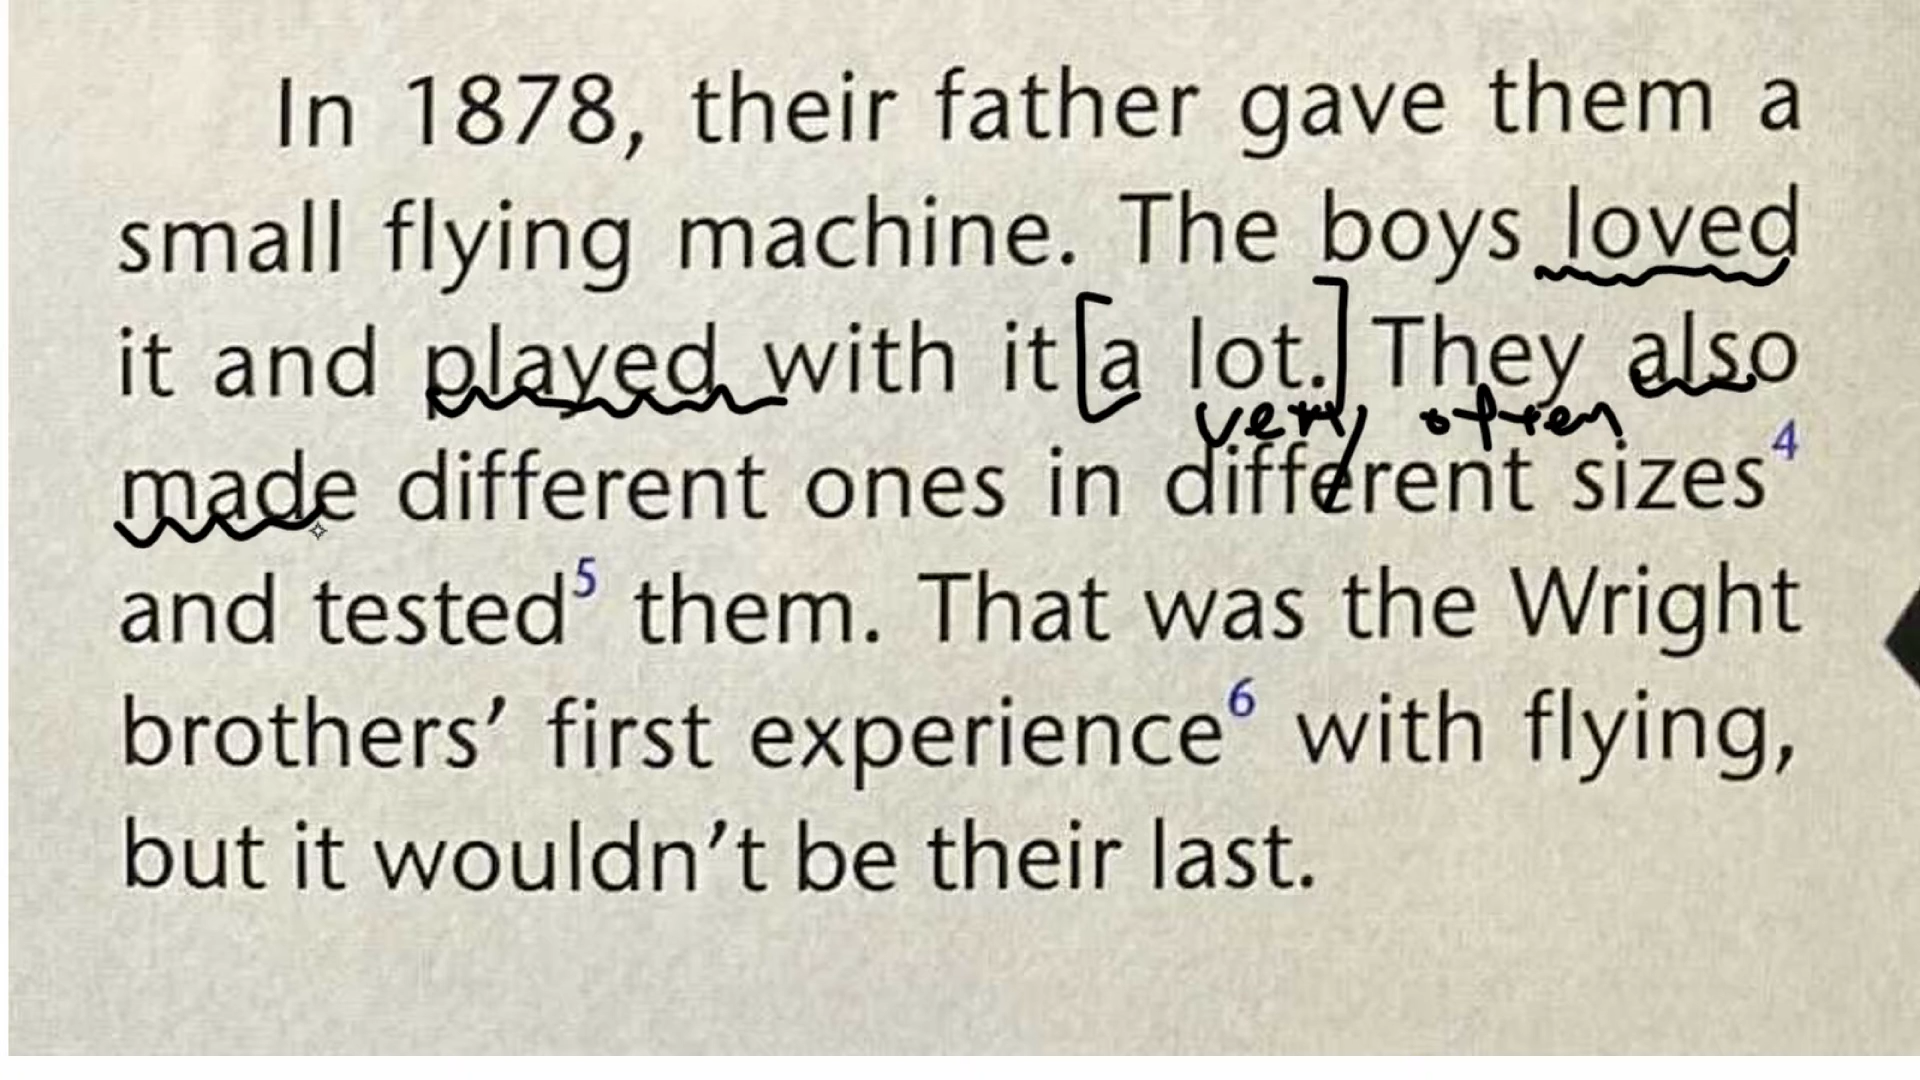 In 1878, their father gave them a
small flying machine. The boys loved
it and played with it [a lot.] They also
very often
made different ones in different sizes4
and tested5 them. That was the Wright
brothers’ first experience6 with flying,
but it wouldn’t be their last.